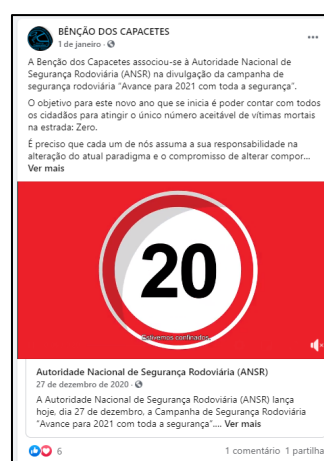 BÊNÇÃO DOS CAPACETES
1 de janeiro ·
A Benção dos Capacetes associou-se à Autoridade Nacional de
Segurança Rodoviária (ANSR) na divulgação da campanha de
segurança rodoviária "Avance para 2021 com toda a segurança".
O objetivo para este novo ano que se inicia é poder contar com todos
os cidadãos para atingir o único número aceitável de vítimas mortais
na estrada: Zero.
É preciso que cada um de nós assuma a sua responsabilidade na
alteração do atual paradigma e o compromisso de alterar compor...
Ver mais
20
Estivemos confinados
Autoridade Nacional de Segurança Rodoviária (ANSR)
27 de dezembro de 2020 ·
A Autoridade Nacional de Segurança Rodoviária (ANSR) lança
hoje, dia 27 de dezembro, a Campanha de Segurança Rodoviária
"Avance para 2021 com toda a segurança".... Ver mais
6
1 comentário 1 partilha